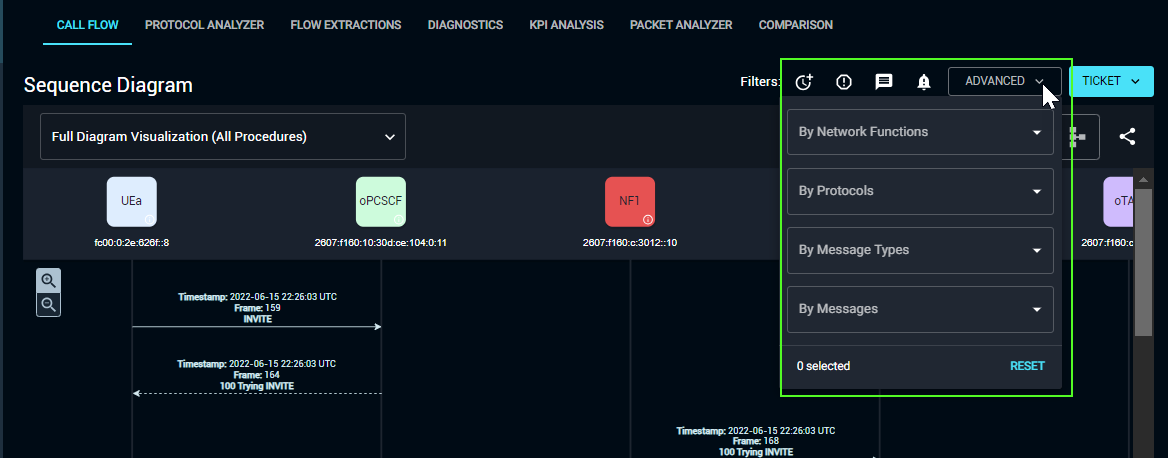 CALL FLOW PROTOCOL ANALYZER FLOW EXTRACTIONS DIAGNOSTICS KPI ANALYSIS PACKET ANALYZER COMPARISON
Sequence Diagram
Filters: ADVANCED TICKET
Full Diagram Visualization (All Procedures)
By Network Functions
By Protocols
By Message Types
By Messages
0 selected RESET
UEa oPCSCF NF1 oTA
fc00:0:2e:626f::8 2607:f160:10:30d:ce:104:0:11 2607:f160:c:3012::10 2607:f160:c
Timestamp: 2022-06-15 22:26:03 UTC
Frame: 159
INVITE
Timestamp: 2022-06-15 22:26:03 UTC
Frame: 164
100 Trying INVITE
Timestamp: 2022-06-15 22:26:03 UTC
Frame: 168
100 Trying INVITE